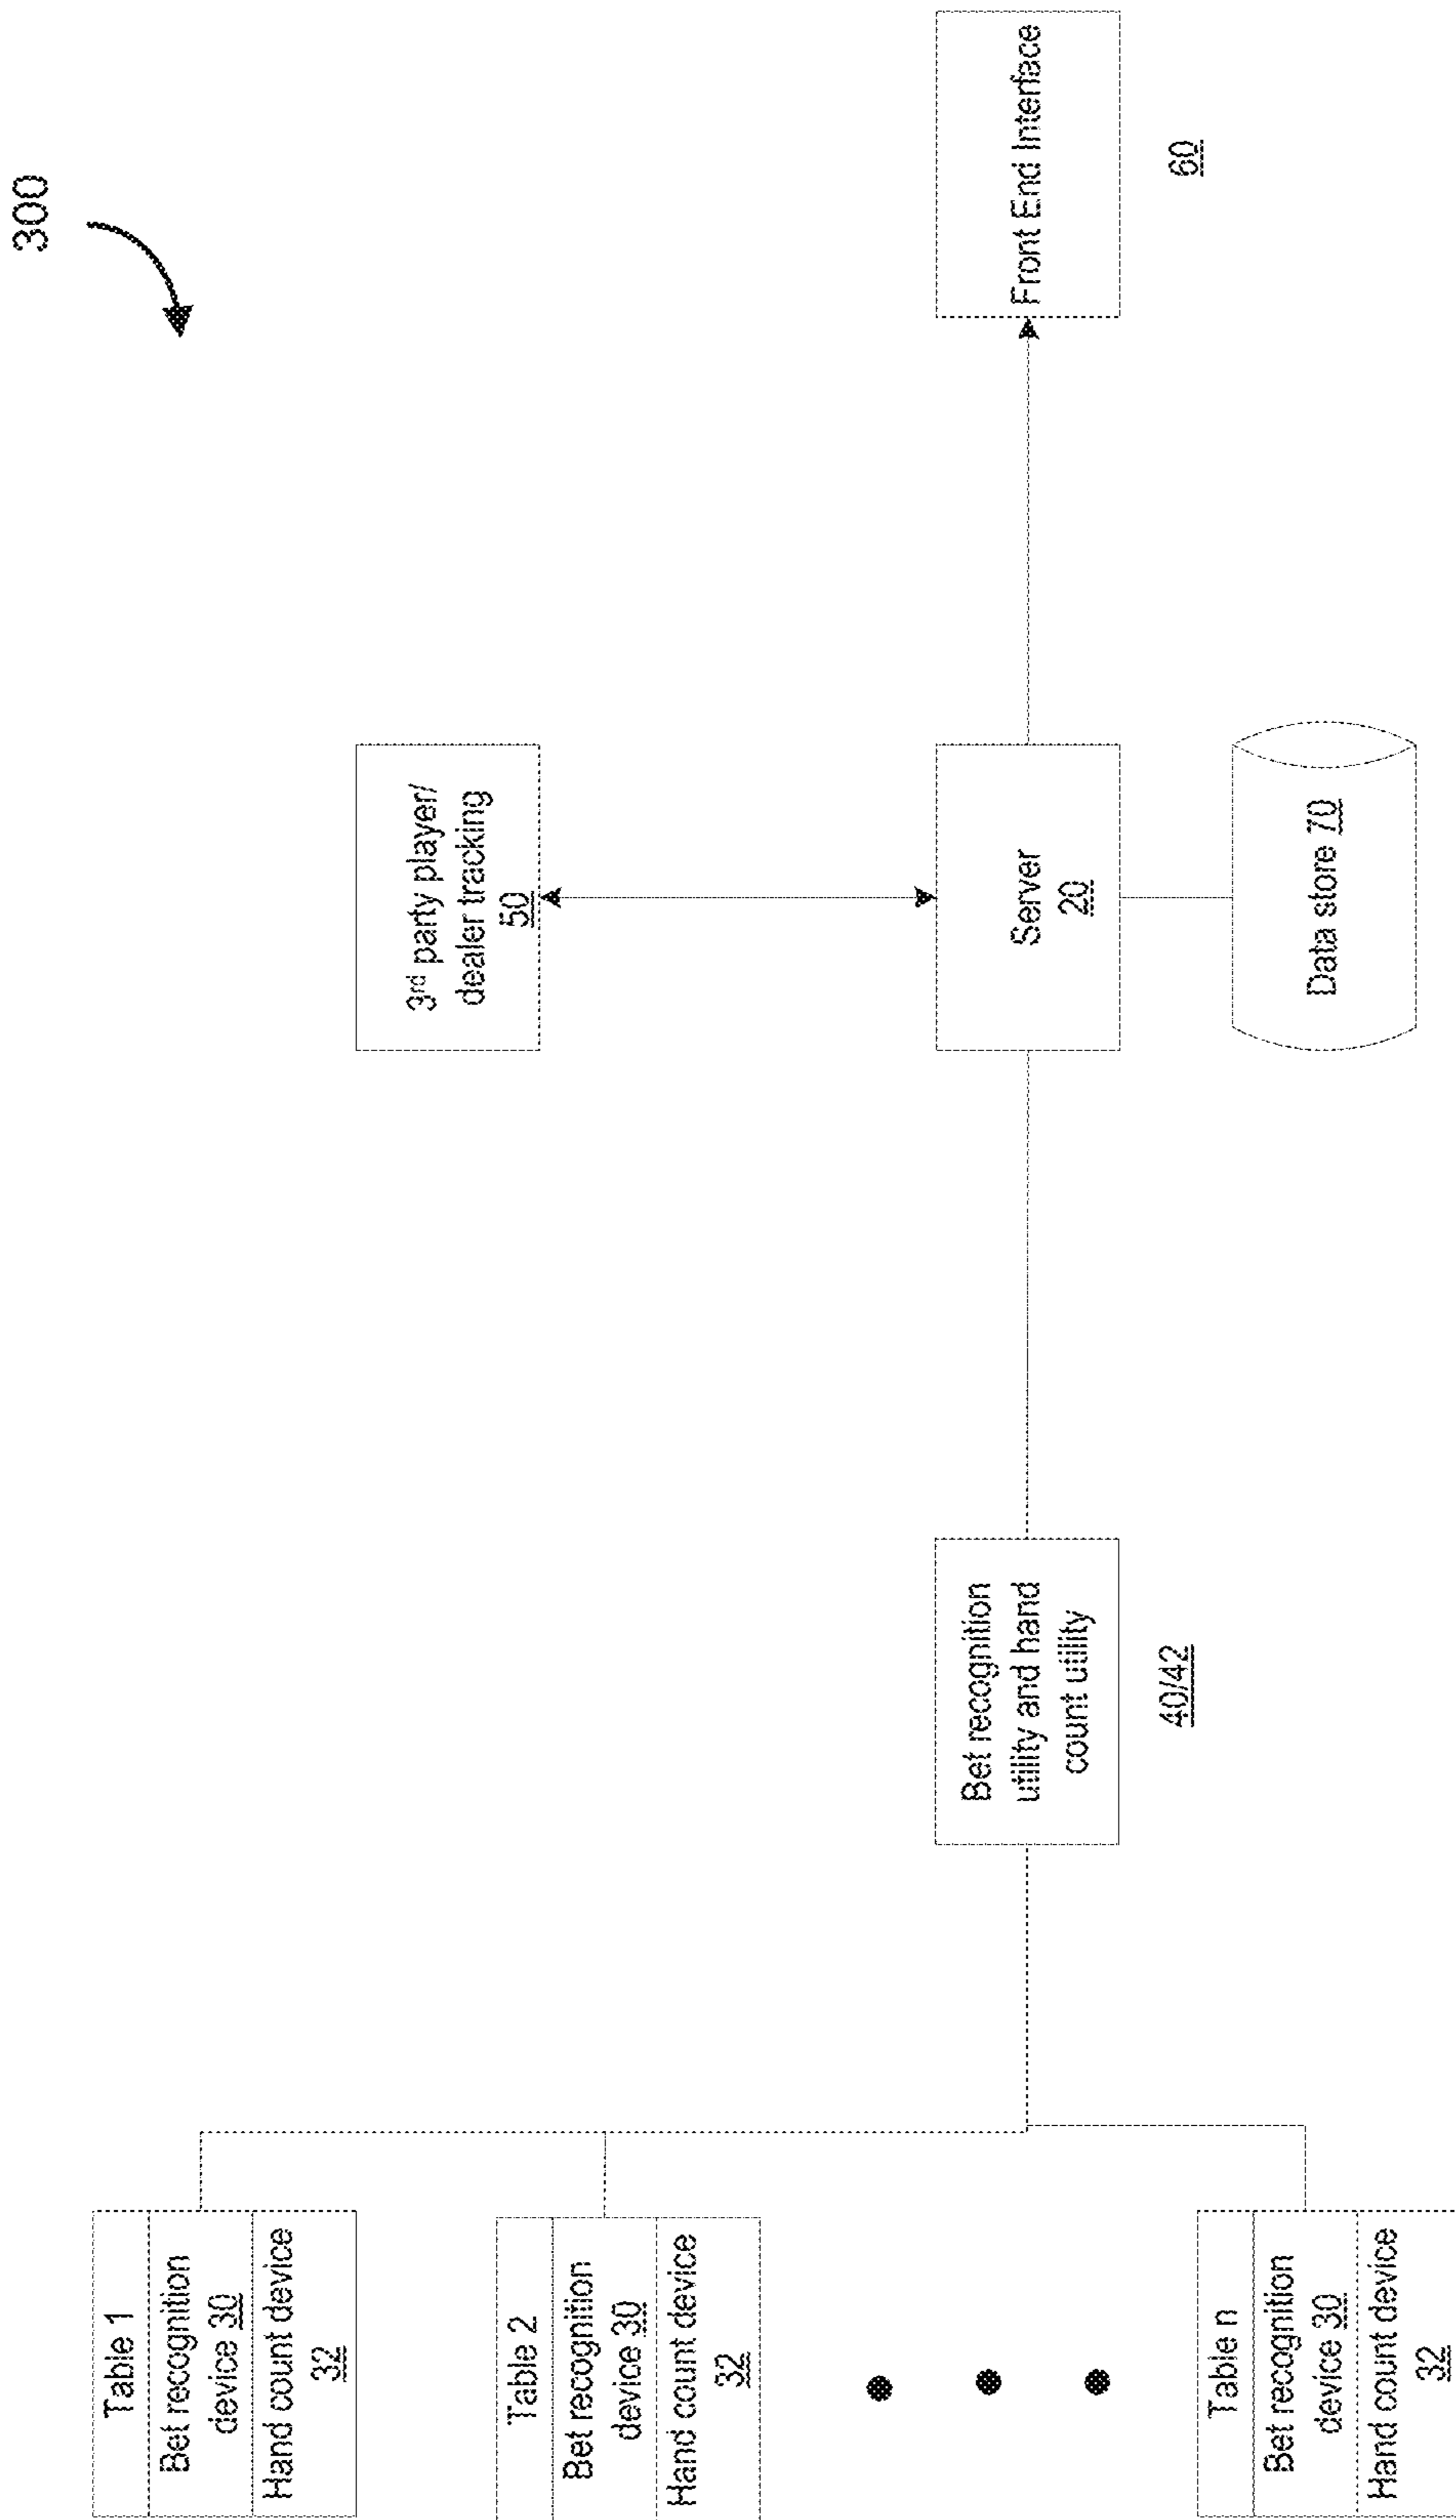 300
Table 1
Bet recognition
device 30
Hand count device
32
Table 2
Bet recognition
device 30
Hand count device
32
Table n
Bet recognition
device 30
Hand count device
32
Bet recognition
utility and hand
count utility
40/42
3rd party player/
dealer tracking
50
Server
20
Data store 70
Front End Interface
60